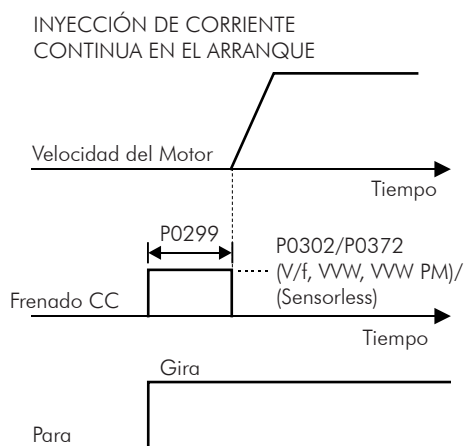 INYECCIÓN DE CORRIENTE
CONTINUA EN EL ARRANQUE
Velocidad del Motor
Tiempo
P0299
P0302/P0372
(V/f, VVW, VVW PM)/
(Sensorless)
Frenado CC
Tiempo
Gira
Para